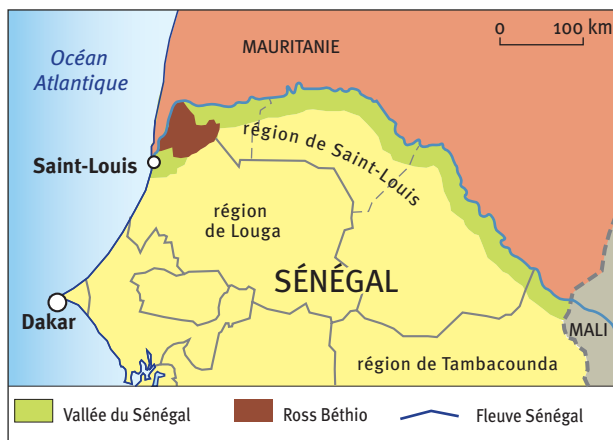 Océan
Atlantique
MAURITANIE
0 100 km
région de Saint-Louis
Saint-Louis
région
de Louga
SÉNÉGAL
Dakar
MALI
région de Tambacounda
Vallée du Sénégal
Ross Béthio
Fleuve Sénégal